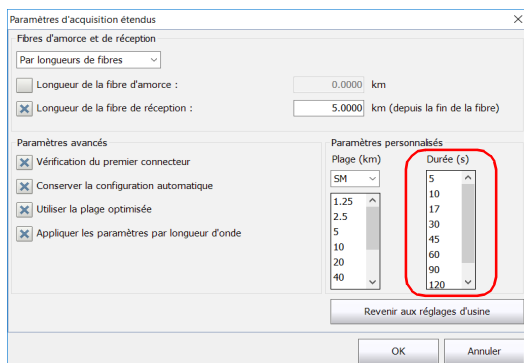 Paramètres d'acquisition étendus
Fibres d'amorce et de réception
Par longueurs de fibres
Longueur de la fibre d'amorce :
0.0000 km
Longueur de la fibre de réception :
5.0000 km (depuis la fin de la fibre)
Paramètres avancés
Vérification du premier connecteur
Conserver la configuration automatique
Utiliser la plage optimisée
Appliquer les paramètres par longueur d'onde
Paramètres personnalisés
Plage (km)
SM
1.25
2.5
5
10
20
40
Durée (s)
5
10
17
30
45
60
90
120
Revenir aux réglages d'usine
OK
Annuler